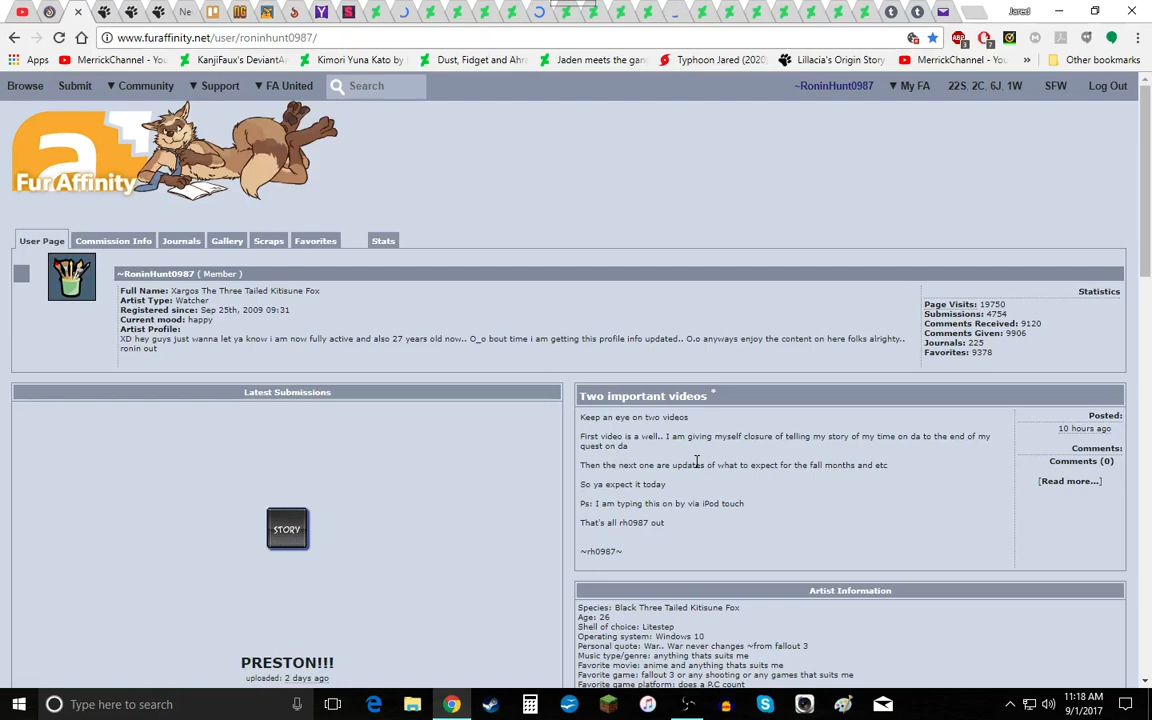 Ne
Jared
www.furaffinity.net/user/roninhunt0987/
Apps MerrickChannel - You KanjiFaux's DeviantAr Kimori Yuna Kato by Dust, Fidget and Ahr Jaden meets the gan Typhoon Jared (2020) Lillacia's Origin Story MerrickChannel - You » Other bookmarks
Browse Submit ▼ Community ▼ Support ▼ FA United Search ~RoninHunt0987 ▼ My FA 22S, 2C, 6J, 1W SFW Log Out
Fur Affinity
User Page Commission Info Journals Gallery Scraps Favorites Stats
~RoninHunt0987 ( Member )
Full Name: Xargos The Three Tailed Kitisune Fox
Artist Type: Watcher
Registered since: Sep 25th, 2009 09:31
Current mood: happy
Artist Profile:
XD hey guys just wanna let ya know i am now fully active and also 27 years old now.. O_o bout time i am getting this profile info updated.. O.o anyways enjoy the content on here folks alrighty..
ronin out
Statistics
Page Visits: 19750
Submissions: 4754
Comments Received: 9120
Comments Given: 9906
Journals: 225
Favorites: 9378
Latest Submissions
STORY
PRESTON!!!
uploaded: 2 days ago
Two important videos *
Keep an eye on two videos
First video is a well.. I am giving myself closure of telling my story of my time on da to the end of my
quest on da
Then the next one are updates of what to expect for the fall months and etc
So ya expect it today
Ps: I am typing this on by via iPod touch
That's all rh0987 out
~rh0987~
Posted:
10 hours ago
Comments:
Comments (0)
[Read more...]
Artist Information
Species: Black Three Tailed Kitisune Fox
Age: 26
Shell of choice: Litestep
Operating system: Windows 10
Personal quote: War.. War never changes ~from fallout 3
Music type/genre: anything thats suits me
Favorite movie: anime and anything thats suits me
Favorite game: fallout 3 or any shooting or any games that suits me
Favorite game platform: does a P.C count
Type here to search
11:18 AM
9/1/2017